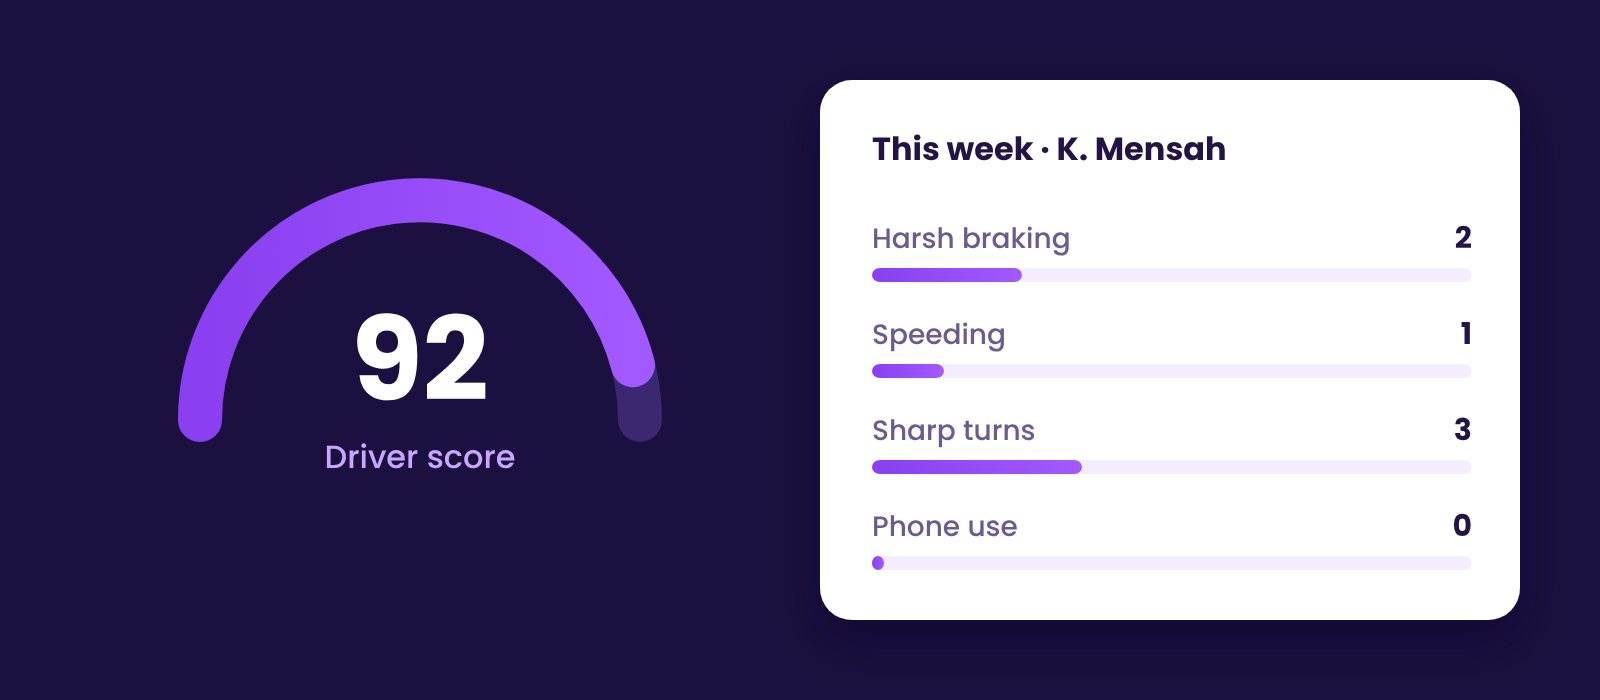 92
Driver score
This week · K. Mensah
Harsh braking 2
Speeding 1
Sharp turns 3
Phone use 0